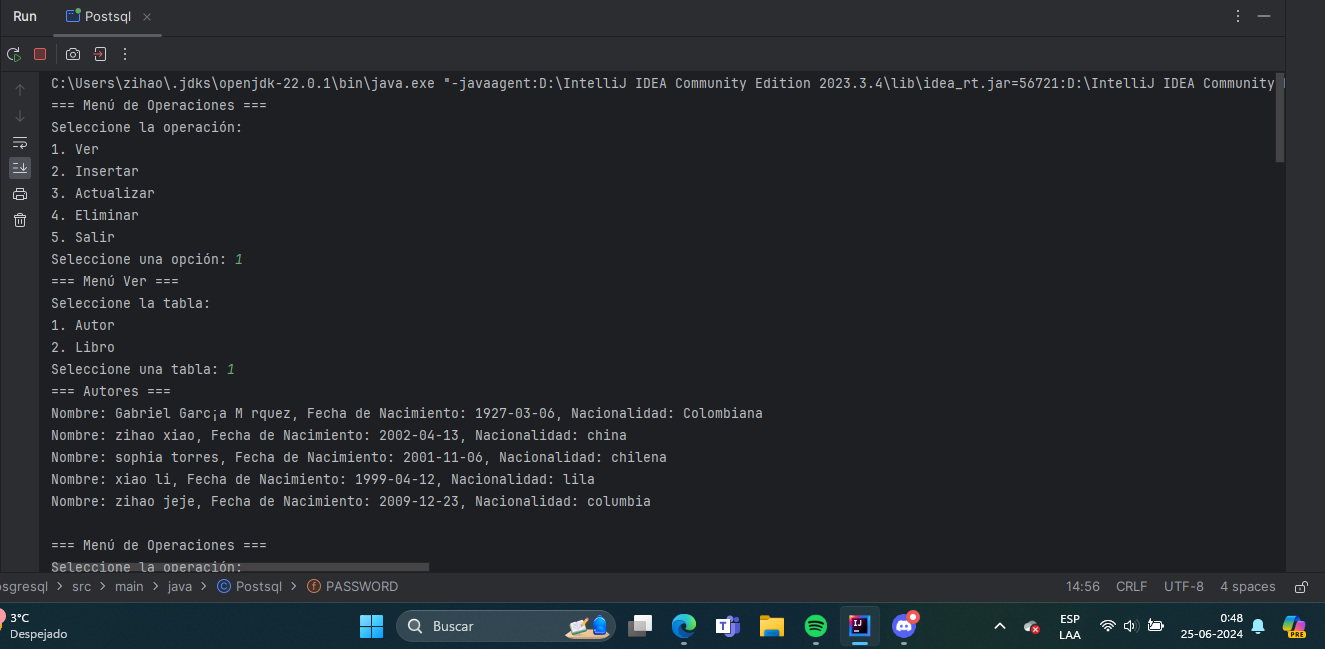 Run
Postsql
C:\Users\zihao\.jdks\openjdk-22.0.1\bin\java.exe "-javaagent:D:\IntelliJ IDEA Community Edition 2023.3.4\lib\idea_rt.jar=56721:D:\IntelliJ IDEA Community
=== Menú de Operaciones ===
Seleccione la operación:
1. Ver
2. Insertar
3. Actualizar
4. Eliminar
5. Salir
Seleccione una opción: 1
=== Menú Ver ===
Seleccione la tabla:
1. Autor
2. Libro
Seleccione una tabla: 1
=== Autores ===
Nombre: Gabriel Garc¡a M rquez, Fecha de Nacimiento: 1927-03-06, Nacionalidad: Colombiana
Nombre: zihao xiao, Fecha de Nacimiento: 2002-04-13, Nacionalidad: china
Nombre: sophia torres, Fecha de Nacimiento: 2001-11-06, Nacionalidad: chilena
Nombre: xiao li, Fecha de Nacimiento: 1999-04-12, Nacionalidad: lila
Nombre: zihao jeje, Fecha de Nacimiento: 2009-12-23, Nacionalidad: columbia
=== Menú de Operaciones ===
Seleccione la operación:
osgresql > src > main > java > Postsql > PASSWORD
14:56 CRLF UTF-8 4 spaces
3°C
Despejado
Buscar
ESP
LAA
0:48
25-06-2024
PRE